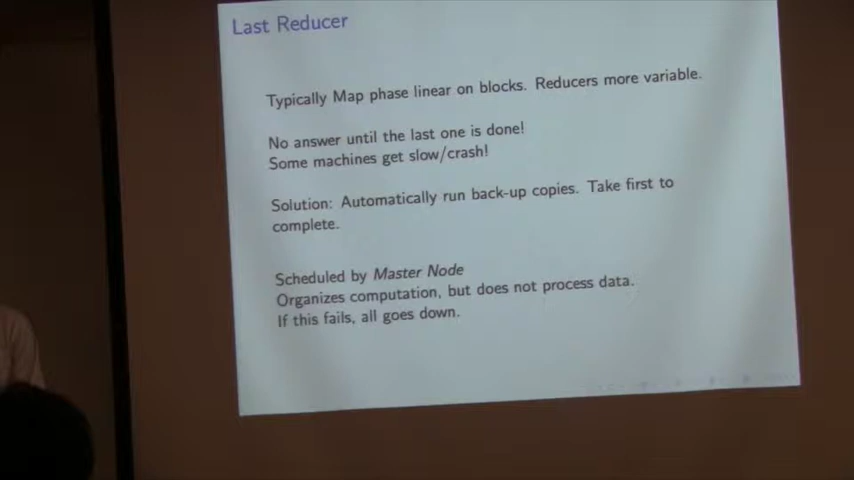 Last Reducer
Typically Map phase linear on blocks. Reducers more variable.
No answer until the last one is done!
Some machines get slow/crash!
Solution: Automatically run back-up copies. Take first to
complete.
Scheduled by Master Node
Organizes computation, but does not process data.
If this fails, all goes down.